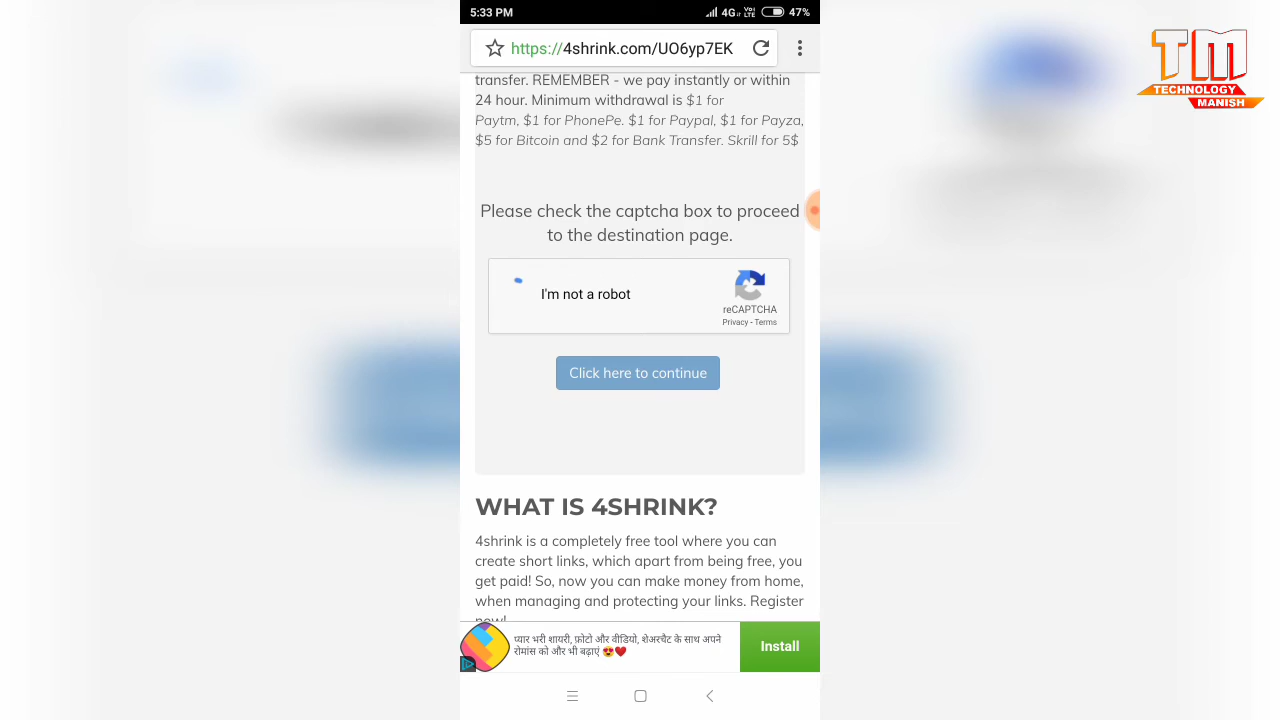 5:33 PM
4G
Vo)
LTE
47%
https://4shrink.com/UO6yp7EK
transfer. REMEMBER - we pay instantly or within
24 hour. Minimum withdrawal is $1 for
Paytm, $1 for PhonePe. $1 for Paypal, $1 for Payza,
$5 for Bitcoin and $2 for Bank Transfer. Skrill for 5$
Please check the captcha box to proceed
to the destination page.
I'm not a robot
reCAPTCHA
Privacy - Terms
Click here to continue
WHAT IS 4SHRINK?
4shrink is a completely free tool where you can
create short links, which apart from being free, you
get paid! So, now you can make money from home,
when managing and protecting your links. Register
now!
प्यार भरी शायरी, फ़ोटो और वीडियो, शेअरचैट के साथ अपने
रोमांस को और भी बढ़ाएं 😍❤️
Install
TM
TECHNOLOGY
MANISH